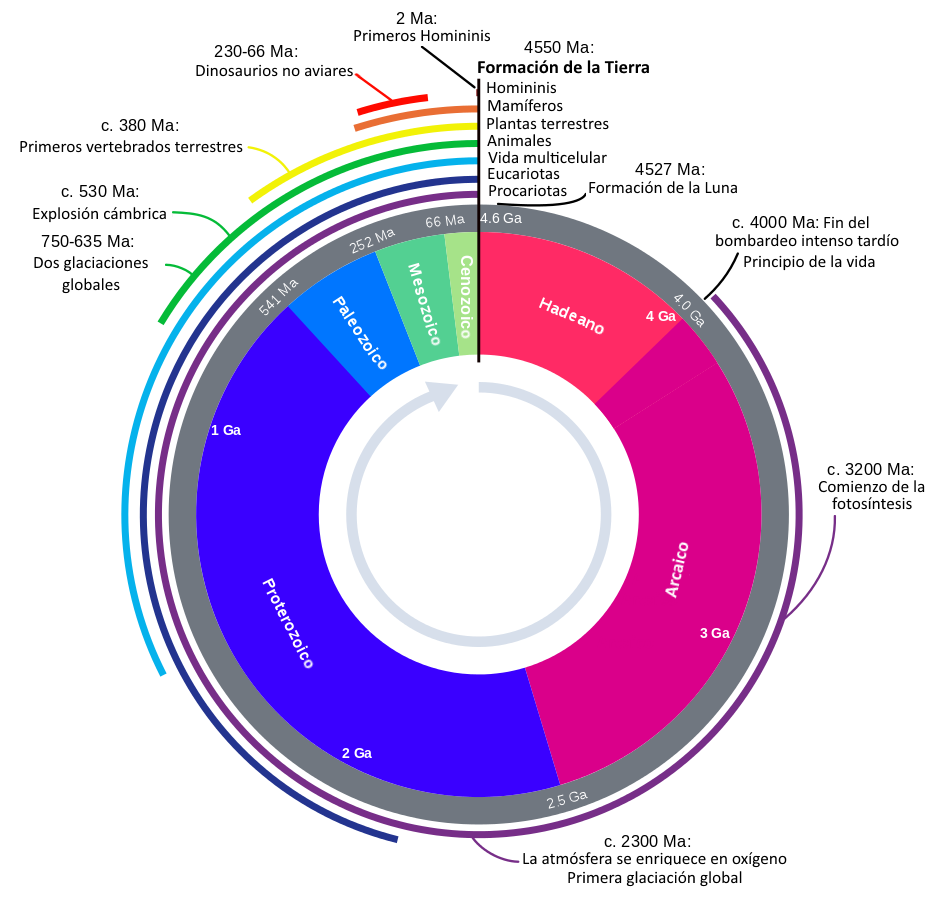 2 Ma:
Primeros Homininis
4550 Ma:
Formación de la Tierra
230-66 Ma:
Dinosaurios no aviares
Homininis
Mamíferos
Plantas terrestres
Animales
Vida multicelular
Eucariotas
Procariotas
c. 380 Ma:
Primeros vertebrados terrestres
4527 Ma:
Formación de la Luna
c. 530 Ma:
Explosión cámbrica
750-635 Ma:
Dos glaciaciones
globales
c. 4000 Ma: Fin del
bombardeo intenso tardío
Principio de la vida
4.6 Ga
66 Ma
252 Ma
541 Ma
4.0 Ga
Cenozoico
Mesozoico
Paleozoico
Hadeano
4 Ga
1 Ga
c. 3200 Ma:
Comienzo de la
fotosíntesis
Arcaico
3 Ga
Proterozoico
2 Ga
2.5 Ga
c. 2300 Ma:
La atmósfera se enriquece en oxígeno
Primera glaciación global